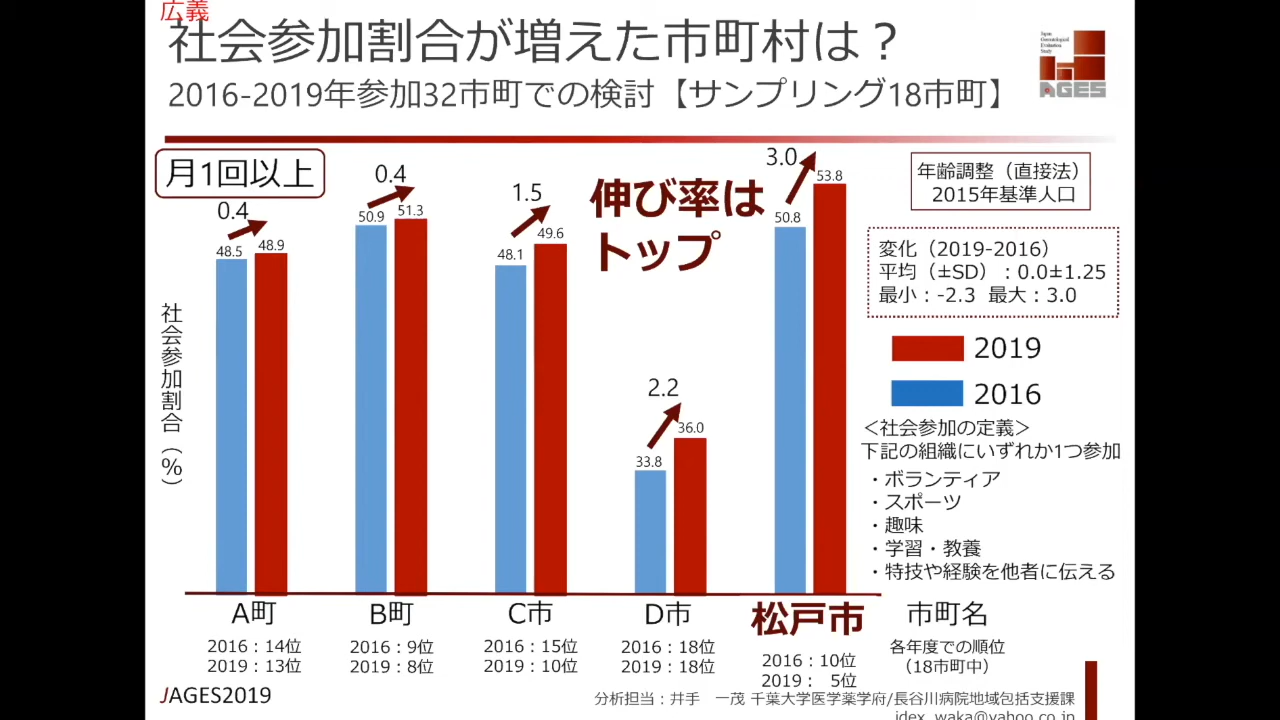 広義
社会参加割合が増えた市町村は？
2016-2019年参加32市町での検討【サンプリング18市町】
Japan
Gerontological
Evaluation
Study
JAGES
月1回以上
伸び率は
トップ
年齢調整（直接法）
2015年基準人口
変化（2019-2016）
平均（±SD）：0.0±1.25
最小：-2.3 最大：3.0
2019
2016
＜社会参加の定義＞
下記の組織にいずれか1つ参加
・ボランティア
・スポーツ
・趣味
・学習・教養
・特技や経験を他者に伝える
社会参加割合（%）
0.4
48.5
48.9
0.4
50.9
51.3
1.5
48.1
49.6
2.2
33.8
36.0
3.0
50.8
53.8
A町
B町
C市
D市
松戸市
市町名
2016：14位
2019：13位
2016：9位
2019：8位
2016：15位
2019：10位
2016：18位
2019：18位
2016：10位
2019： 5位
各年度での順位
（18市町中）
JAGES2019
分析担当：井手 一茂 千葉大学医学薬学府/長谷川病院地域包括支援課
idex_waka@yahoo.co.jp